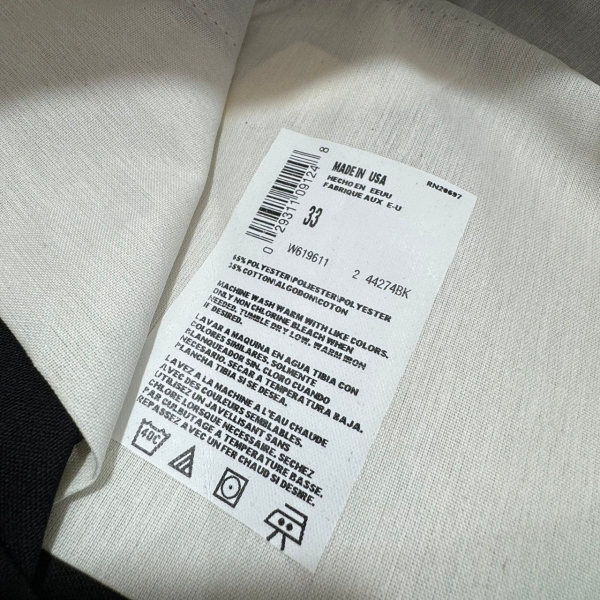 MADE IN USA
RN20697
HECHO EN EEUU
FABRIQUE AUX E-U
33
0 29311 09124 8
W619611 2 44274BK
65% POLYESTER\POLIESTER\POLYESTER
35% COTTON\ALGODON\COTON
MACHINE WASH WARM WITH LIKE COLORS.
ONLY NON CHLORINE BLEACH WHEN
NEEDED. TUMBLE DRY LOW. WARM IRON
IF DESIRED.
LAVAR A MAQUINA EN AGUA TIBIA CON
COLORES SIMILARES. SOLAMENTE
BLANQUEADOR SIN CLORO CUANDO
NECESARIO. SECAR A TEMPERATURA BAJA.
PLANCHA TIBIA SI SE DESEA.
LAVEZ A LA MACHINE A L'EAU CHAUDE
AVEC DES COULEURS SEMBLABLES.
UTILISEZ UN JAVELLISANT SANS
CHLORE LORSQUE NECESSAIRE. SECHEZ
PAR CULBUTAGE A TEMPERATURE BASSE.
REPASSEZ AVEC UN FER CHAUD SI DESIRE.
40C